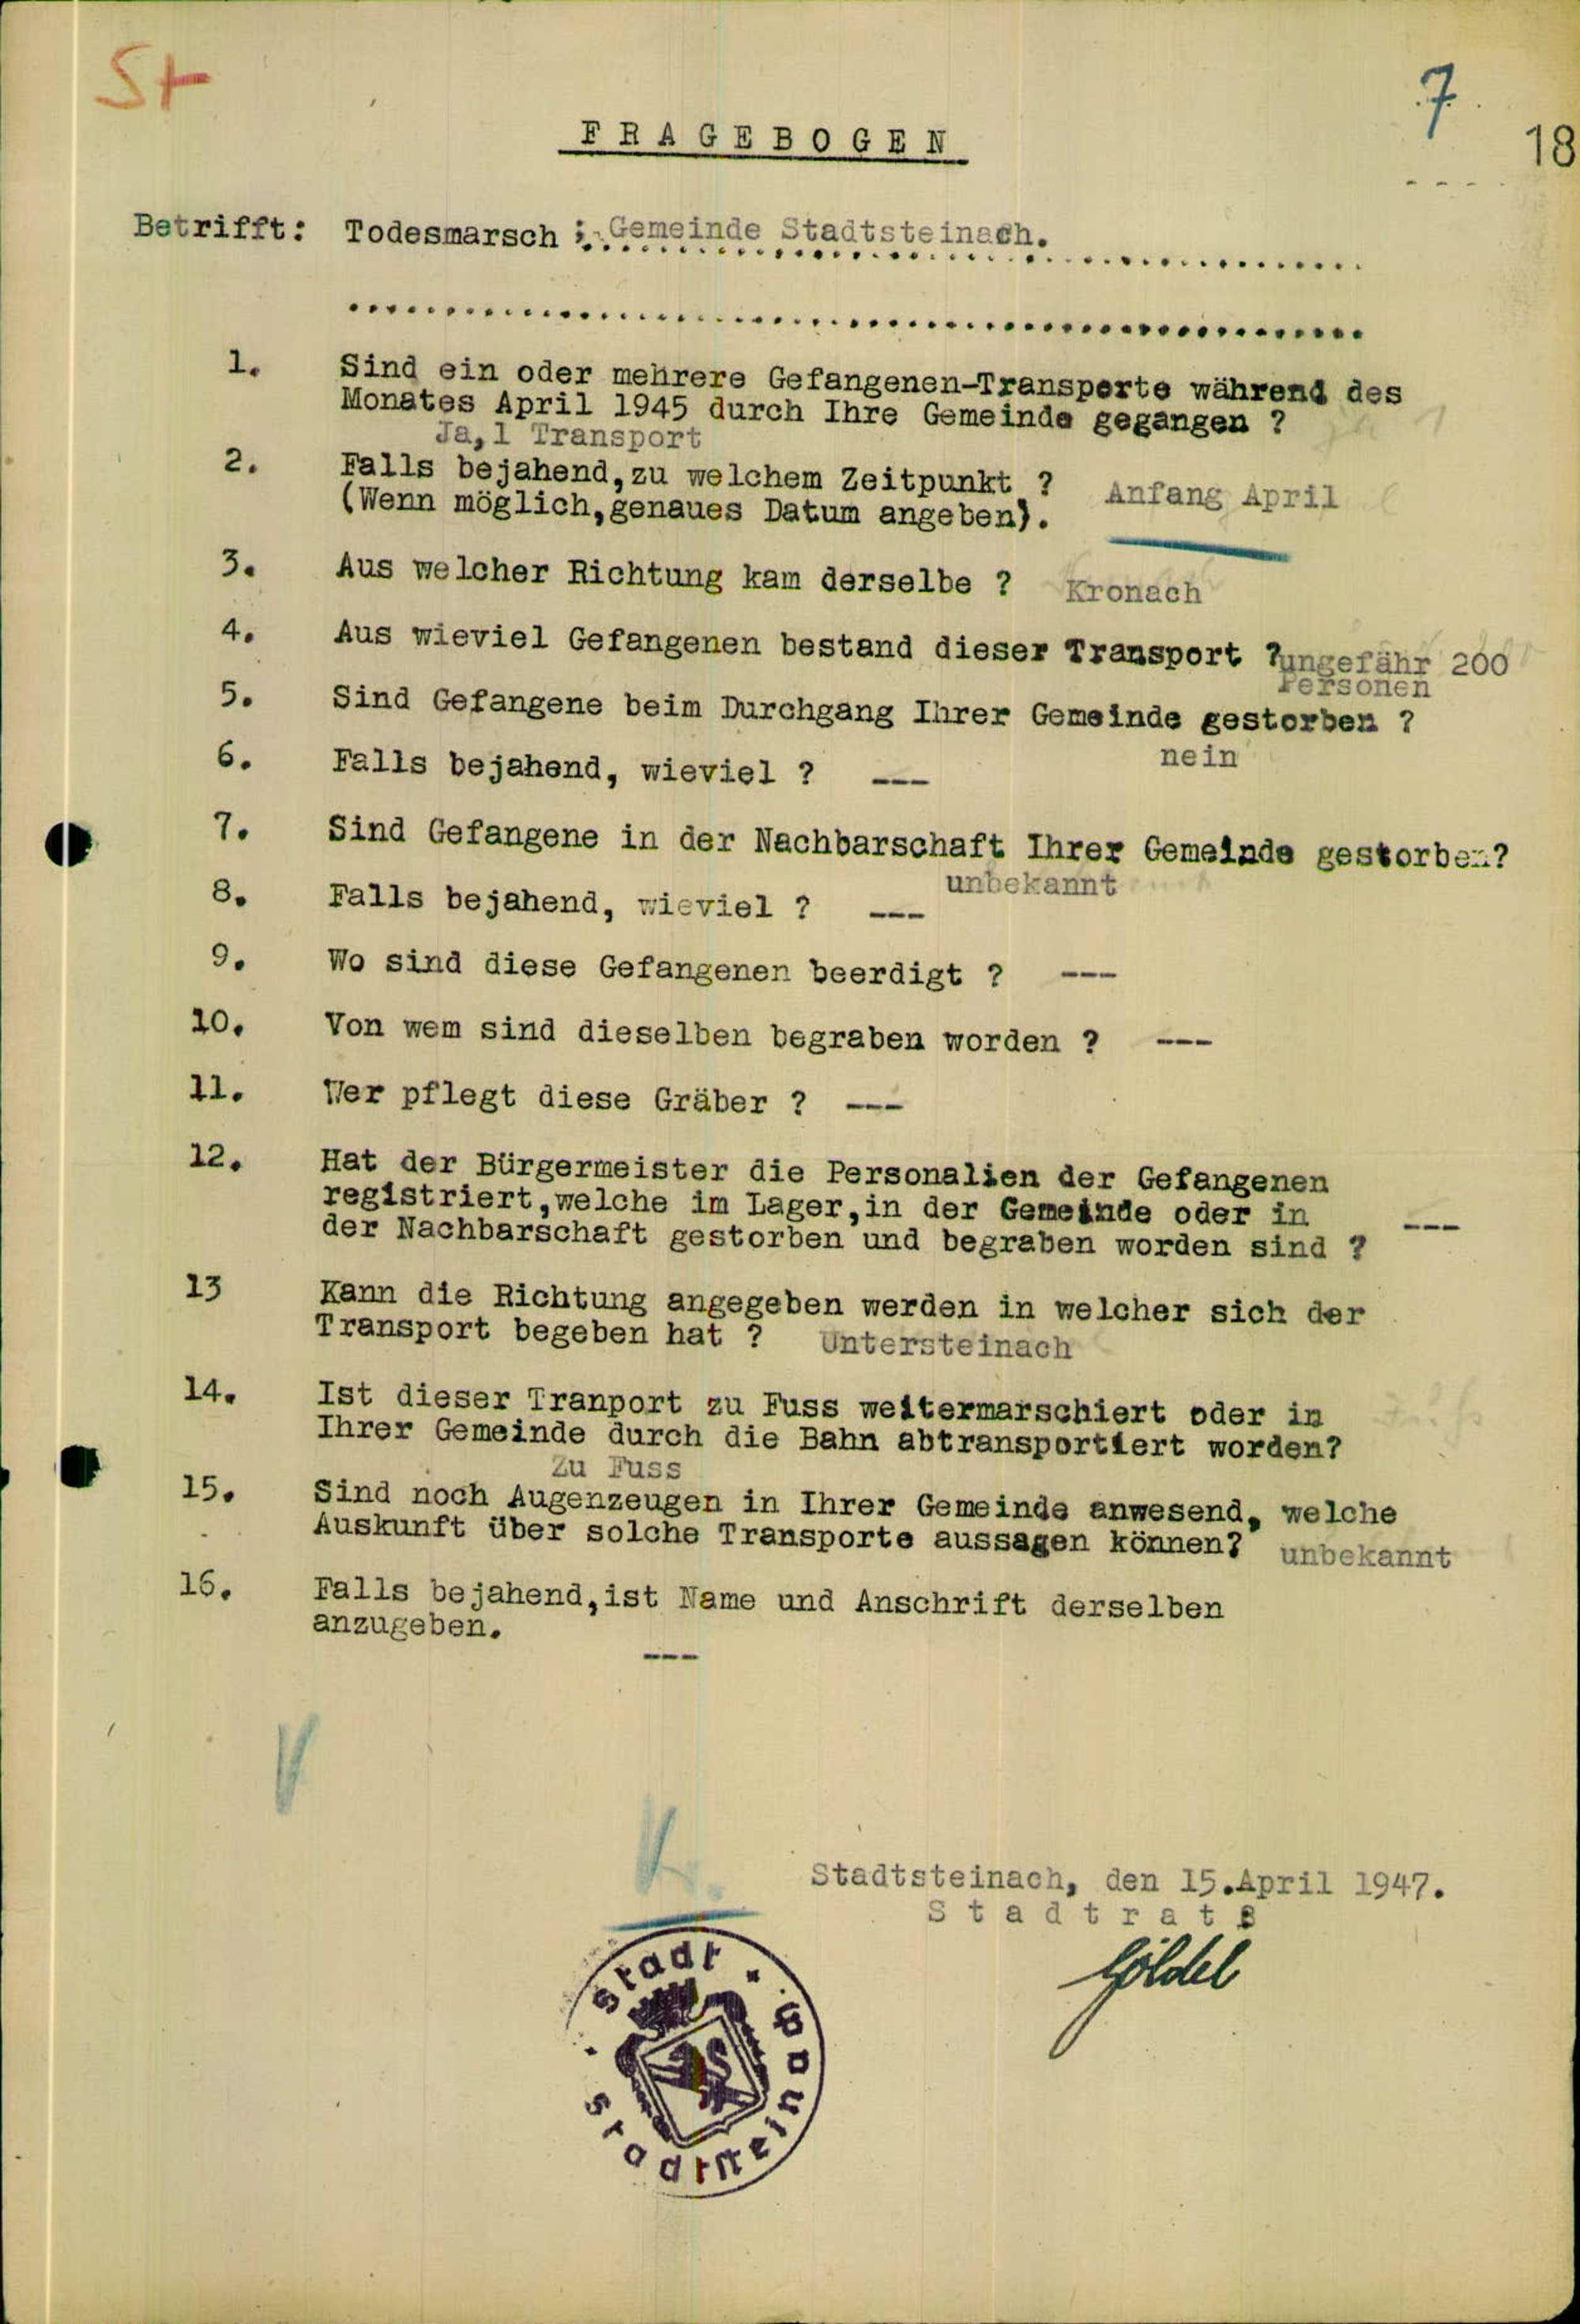 St
7
18
FRAGEBOGEN
Betrifft: Todesmarsch ; Gemeinde Stadtsteinach.
1. Sind ein oder mehrere Gefangenen-Transporte während des
Monates April 1945 durch Ihre Gemeinde gegangen ?
Ja, 1 Transport
2. Falls bejahend, zu welchem Zeitpunkt ?
(Wenn möglich, genaues Datum angeben). Anfang April
3. Aus welcher Richtung kam derselbe ? Kronach
4. Aus wieviel Gefangenen bestand dieser Transport ? ungefähr 200
Personen
5. Sind Gefangene beim Durchgang Ihrer Gemeinde gestorben ?
nein
6. Falls bejahend, wieviel ? ---
7. Sind Gefangene in der Nachbarschaft Ihrer Gemeinde gestorben?
unbekannt
8. Falls bejahend, wieviel ? ---
9. Wo sind diese Gefangenen beerdigt ? ---
10. Von wem sind dieselben begraben worden ? ---
11. Wer pflegt diese Gräber ? ---
12. Hat der Bürgermeister die Personalien der Gefangenen
registriert, welche im Lager, in der Gemeinde oder in
der Nachbarschaft gestorben und begraben worden sind ? ---
13 Kann die Richtung angegeben werden in welcher sich der
Transport begeben hat ? Untersteinach
14. Ist dieser Tranport zu Fuss weitermarschiert oder in
Ihrer Gemeinde durch die Bahn abtransportiert worden?
Zu Fuss
15. Sind noch Augenzeugen in Ihrer Gemeinde anwesend, welche
Auskunft über solche Transporte aussagen können? unbekannt
16. Falls bejahend, ist Name und Anschrift derselben
anzugeben.
---
V
K.
Stadtsteinach, den 15.April 1947.
Stadtrat:
Göldel
Stadt
Stadtsteinach